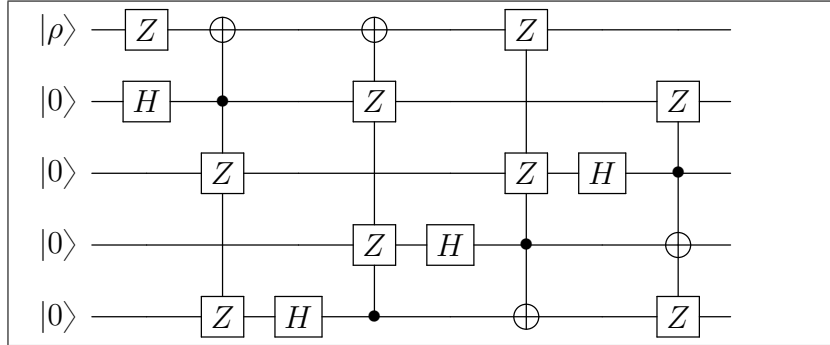 |ρ⟩ Z Z
|0⟩ H Z Z
|0⟩ Z Z H
|0⟩ Z H
|0⟩ Z H Z